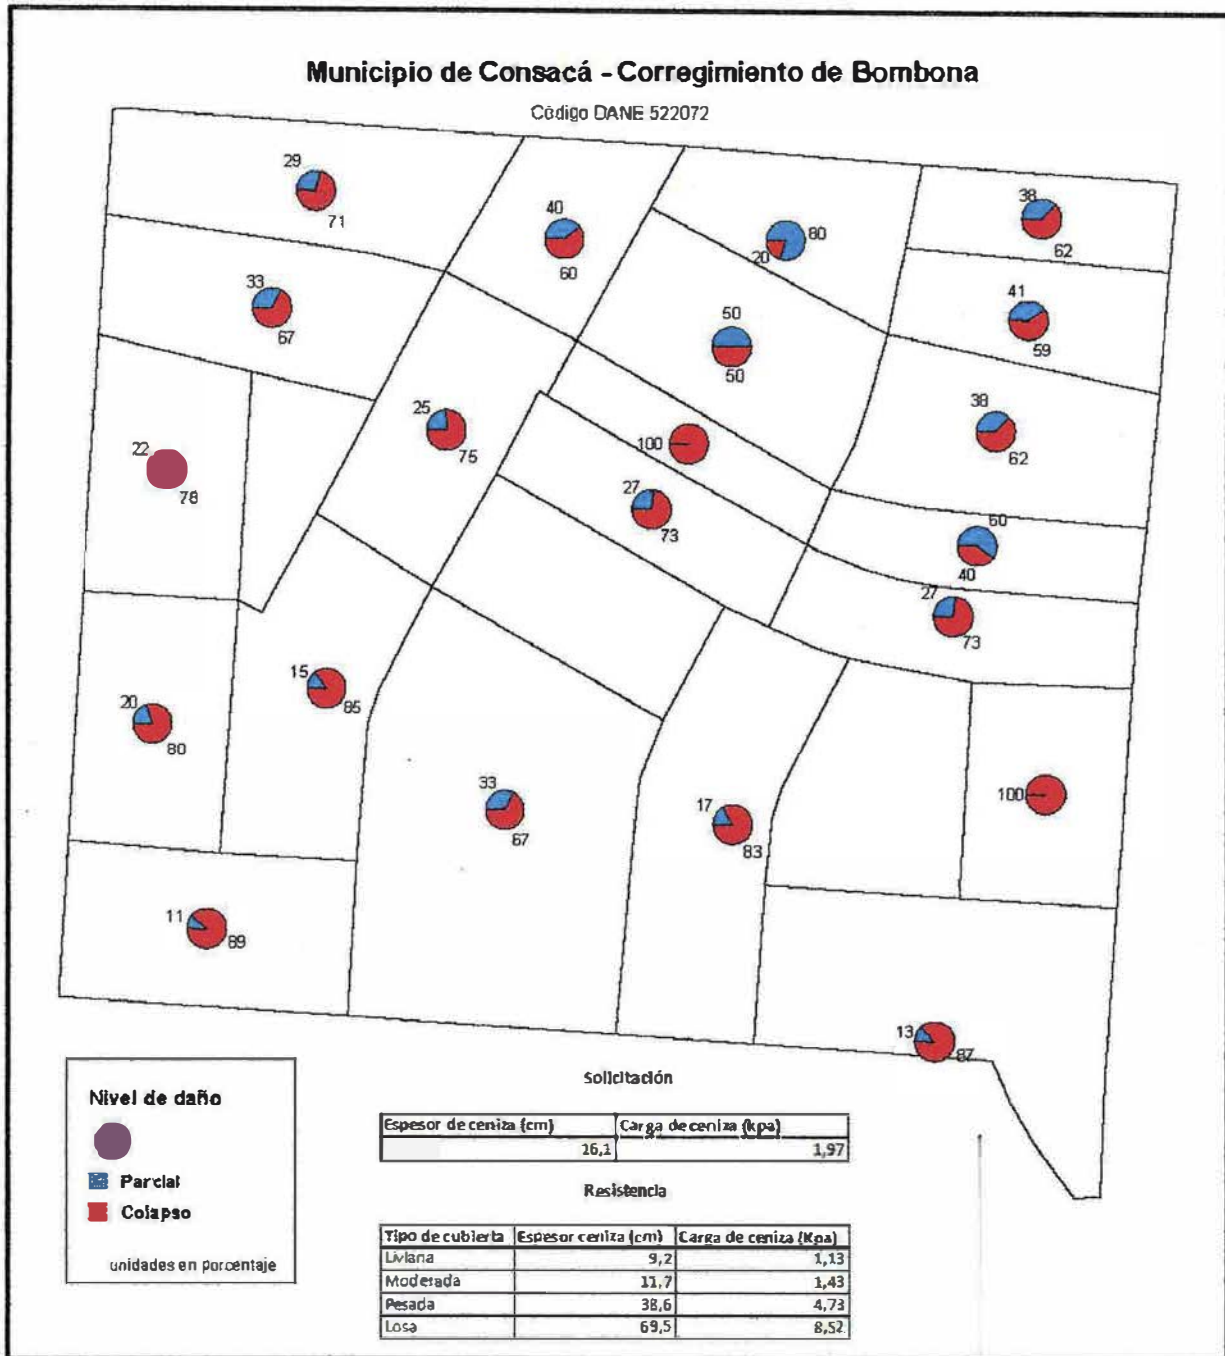 Municipio de Consacá - Corregimiento de Bombona
Código DANE 522072
29
71
40
60
80
20
38
62
33
67
50
50
41
59
25
75
100
38
62
22
78
27
73
60
40
27
73
15
85
20
80
33
67
17
83
100
11
89
13
87
Nivel de daño
Parcial
Colapso
unidades en porcentaje
Solicitación
Espesor de ceniza (cm) Carga de ceniza (kpa)
16,1 1,97
Resistencia
Tipo de cubierta Espesor ceniza (cm) Carga de ceniza (Kpa)
Liviana 9,2 1,13
Moderada 11,7 1,43
Pesada 38,6 4,73
Losa 69,5 8,52